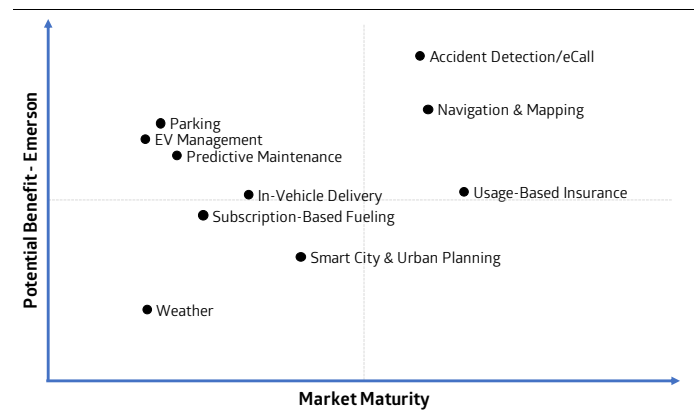 Accident Detection/eCall
Navigation & Mapping
Parking
EV Management
Predictive Maintenance
In-Vehicle Delivery
Usage-Based Insurance
Subscription-Based Fueling
Smart City & Urban Planning
Weather
Potential Benefit - Emerson
Market Maturity